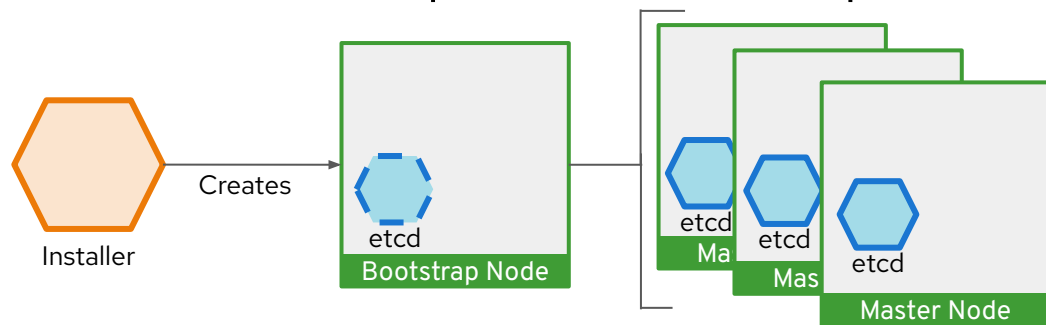 Creates
Installer
etcd
Bootstrap Node
etcd
Ma
etcd
Mas
etcd
Master Node